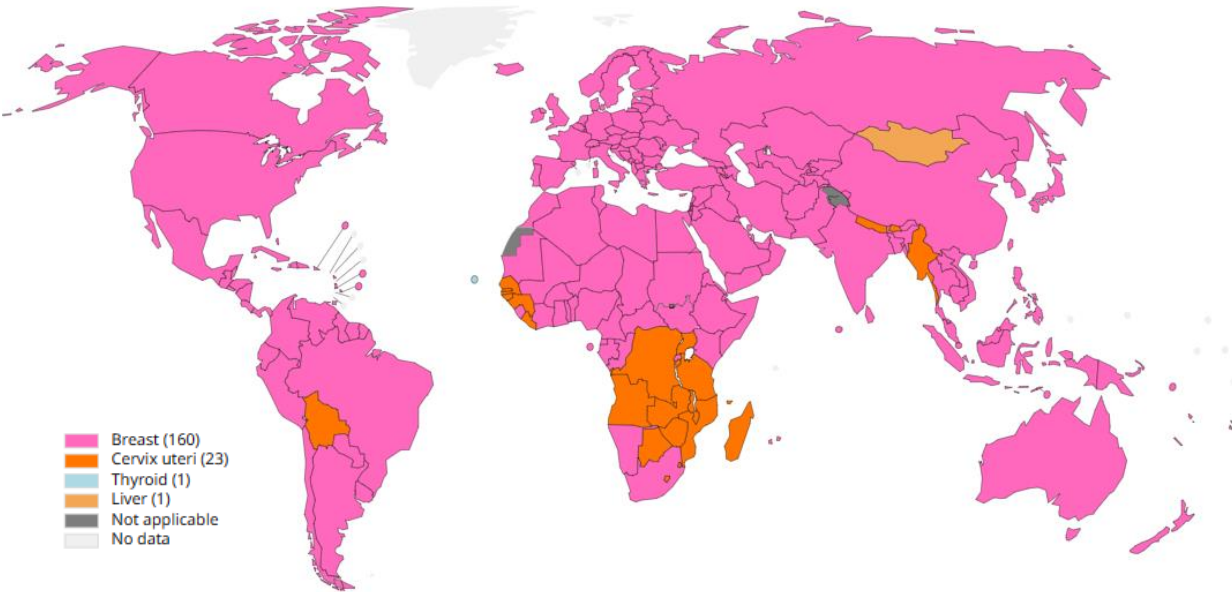 Breast (160)
Cervix uteri (23)
Thyroid (1)
Liver (1)
Not applicable
No data